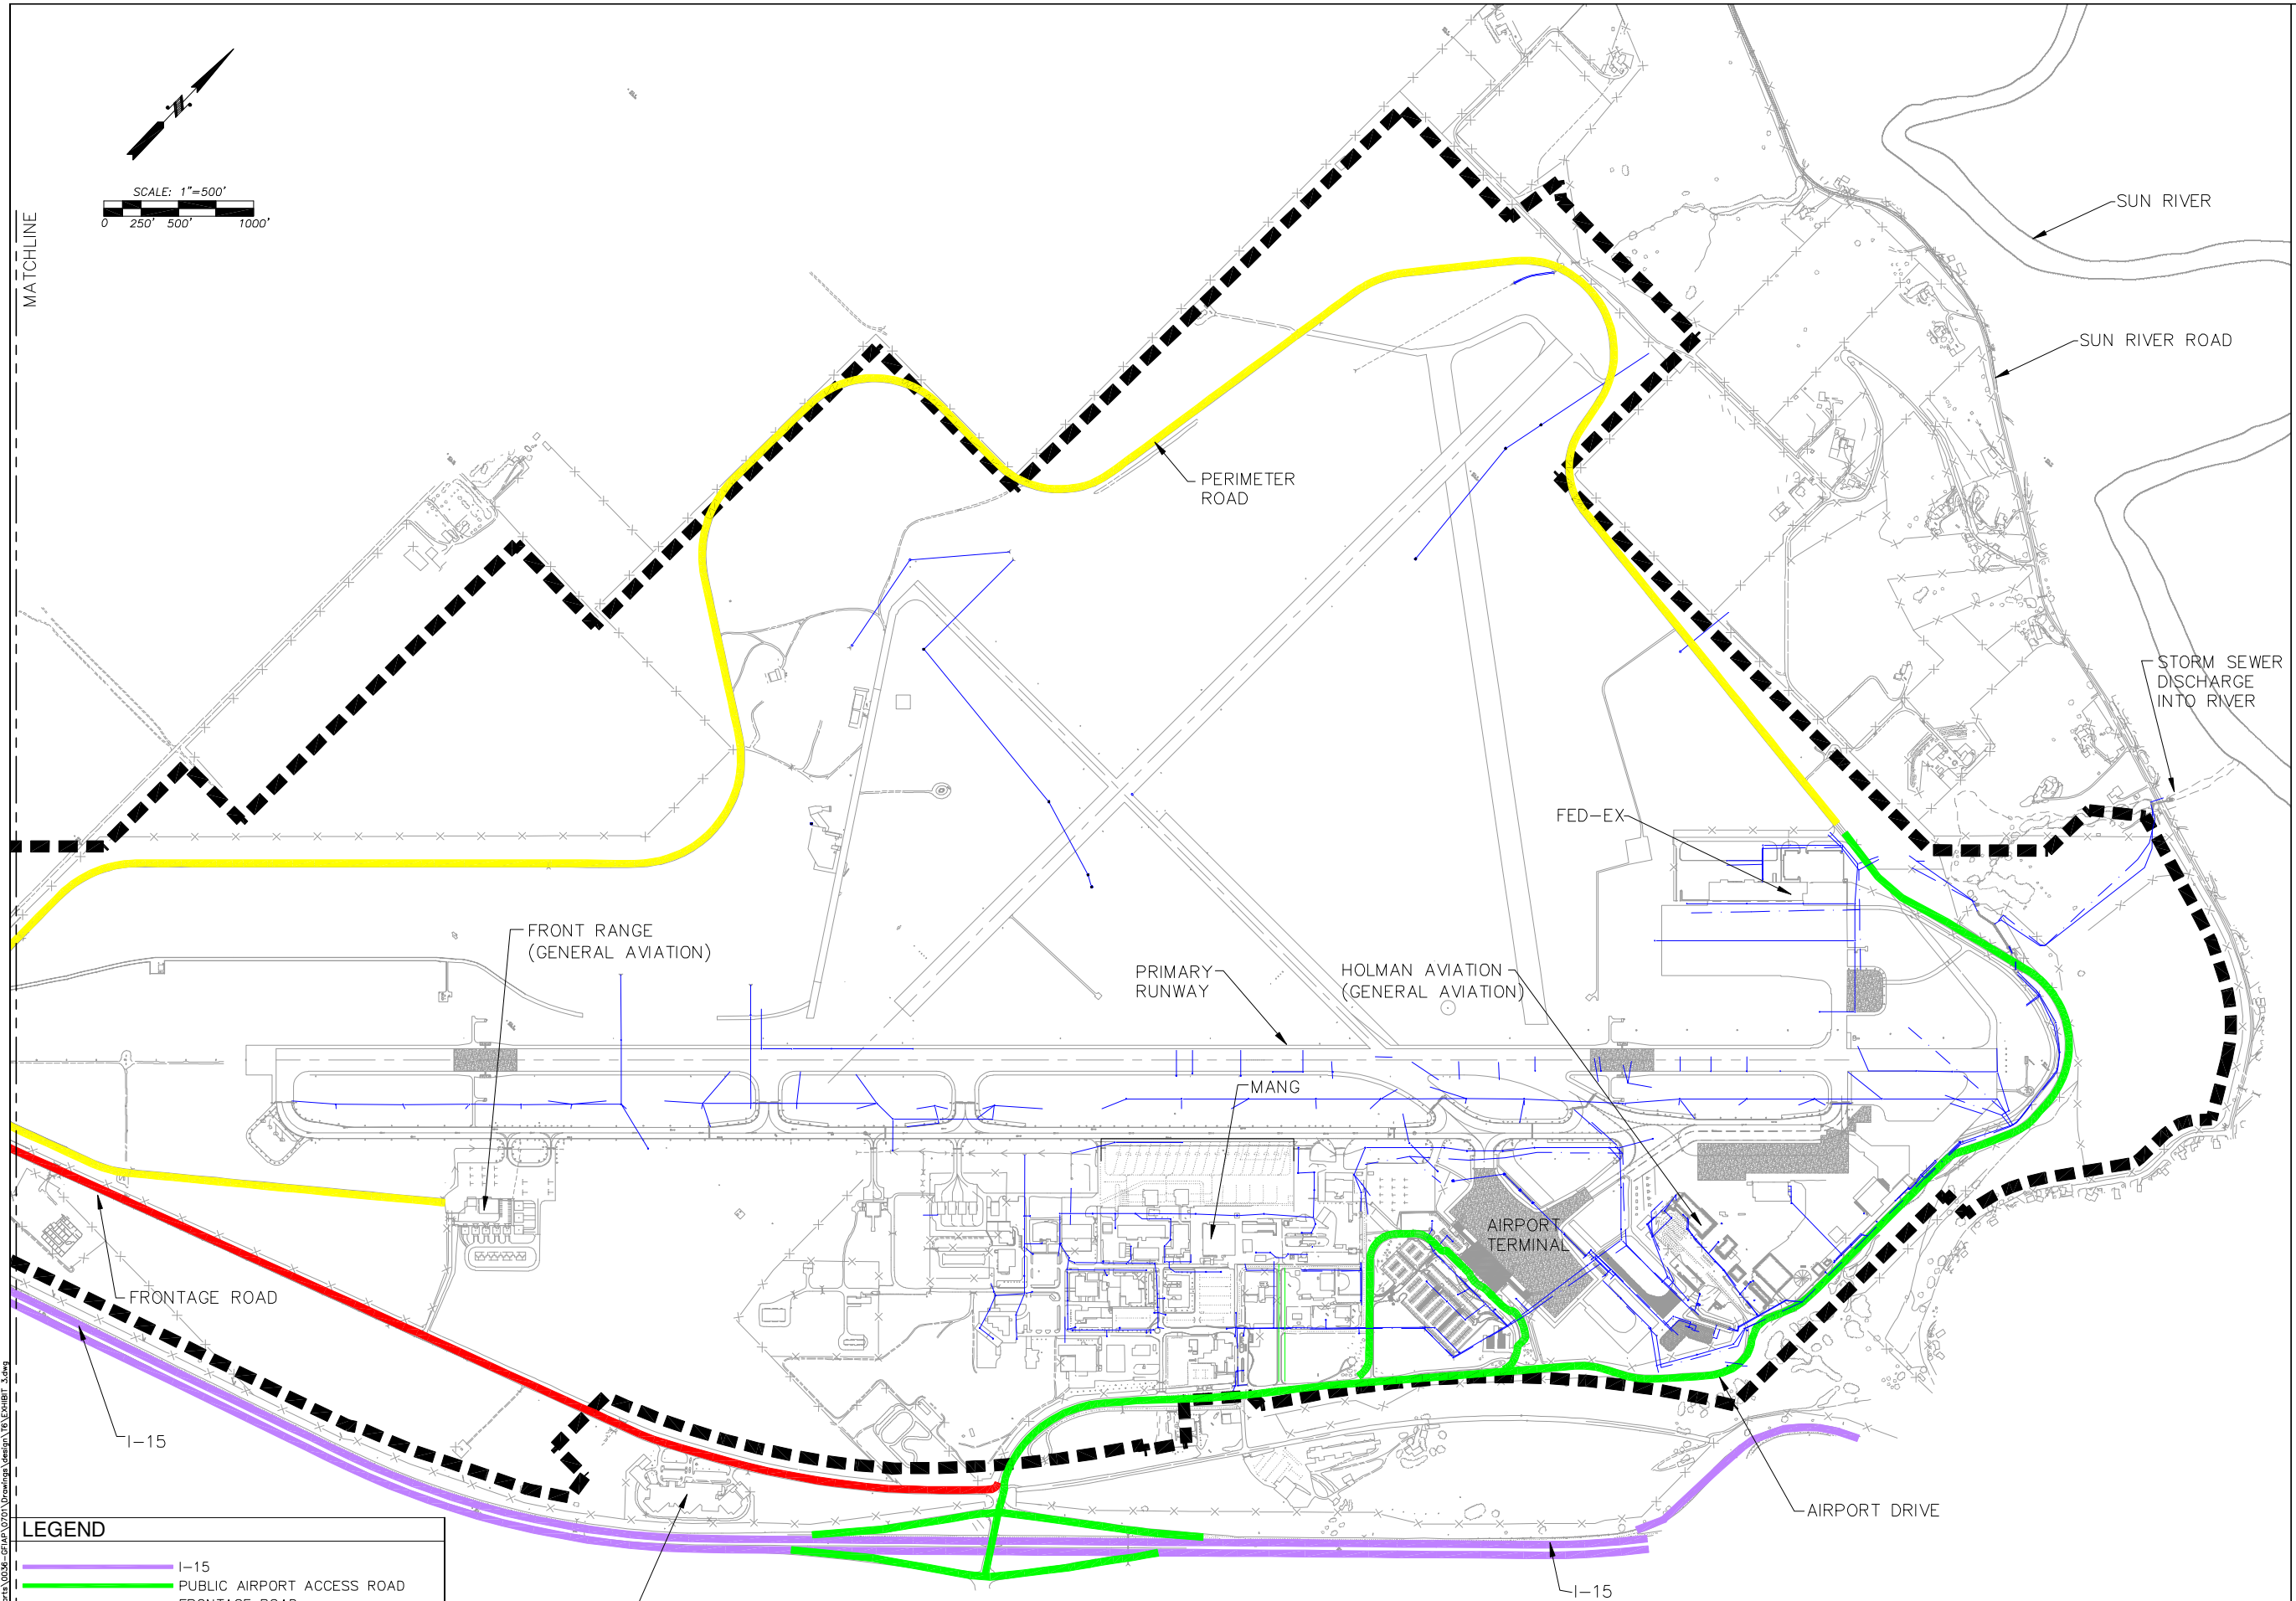 SCALE: 1"=500'
0 250' 500' 1000'
MATCHLINE
SUN RIVER
SUN RIVER ROAD
PERIMETER
ROAD
STORM SEWER
DISCHARGE
INTO RIVER
FED-EX
FRONT RANGE
(GENERAL AVIATION)
PRIMARY
RUNWAY
HOLMAN AVIATION
(GENERAL AVIATION)
MANG
AIRPORT
TERMINAL
FRONTAGE ROAD
I-15
AIRPORT DRIVE
I-15
LEGEND
I-15
PUBLIC AIRPORT ACCESS ROAD
FRONTAGE ROAD